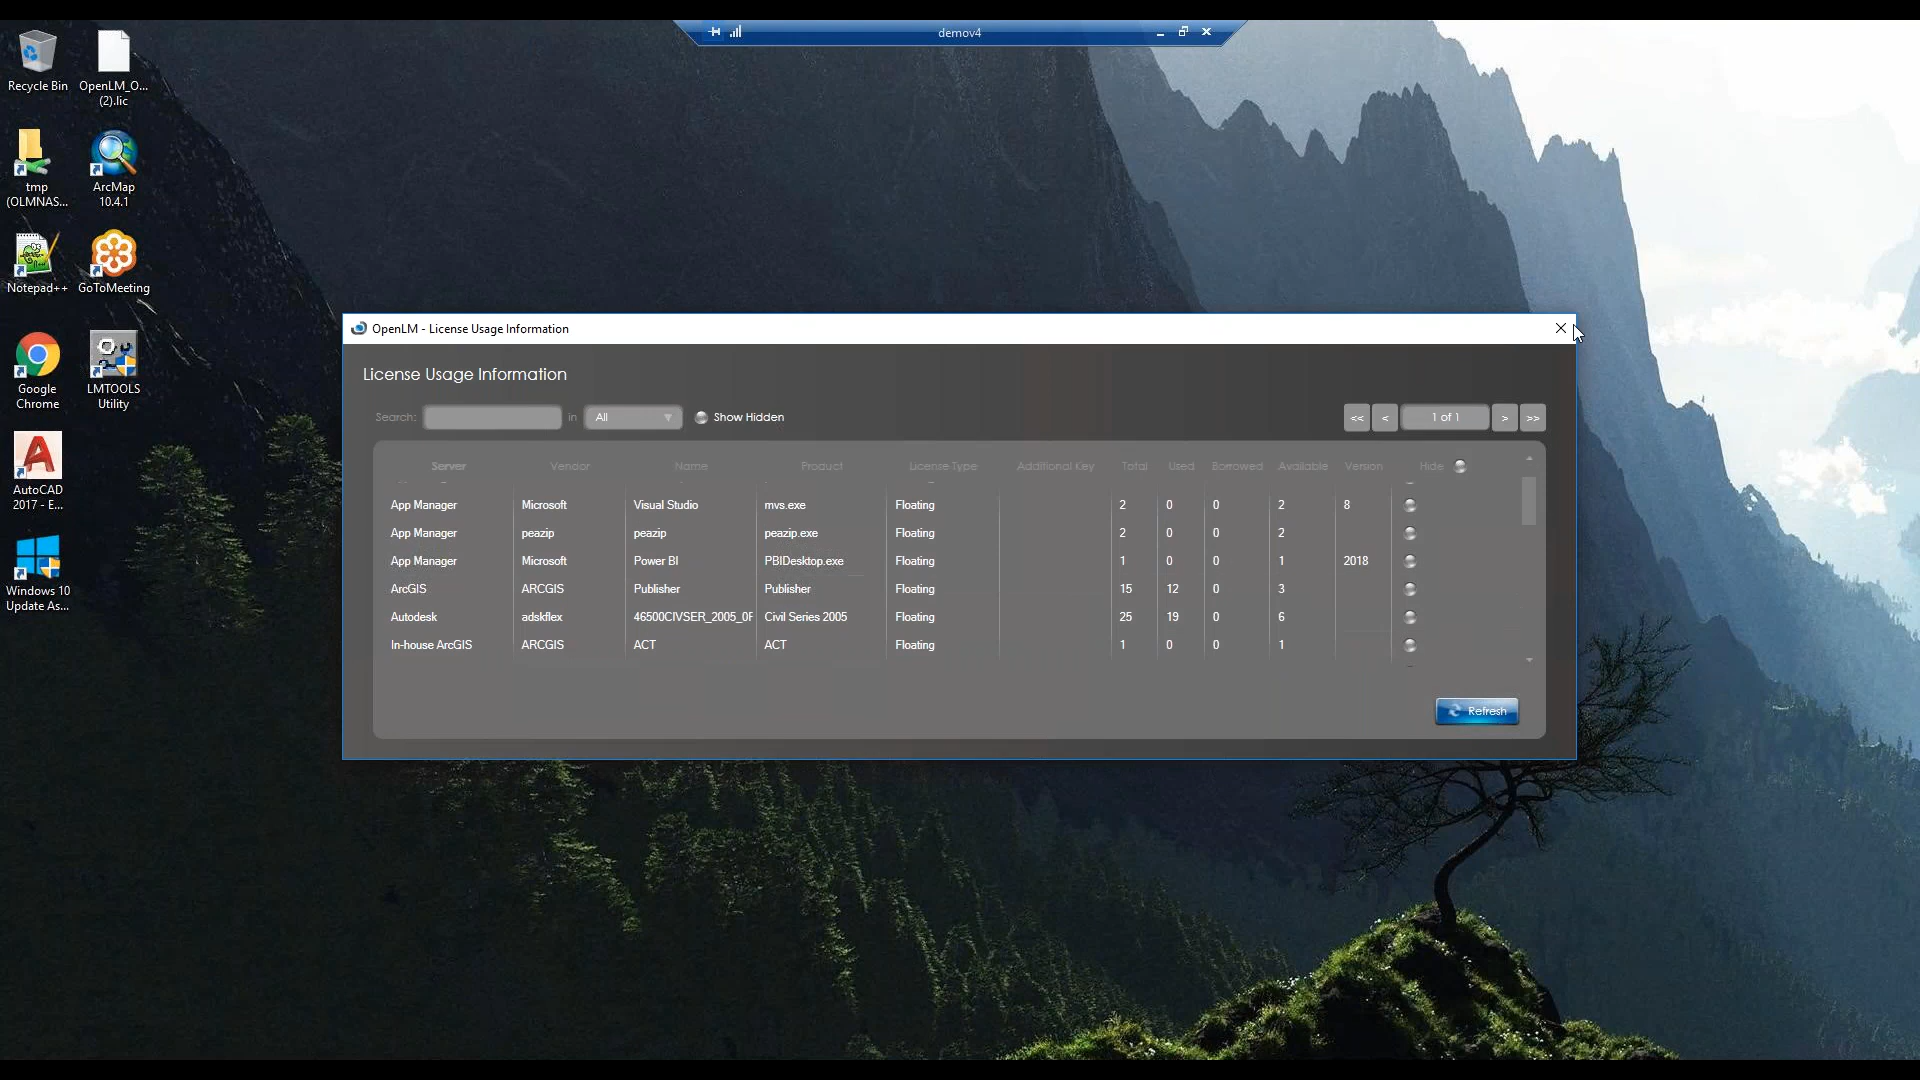 demov4
Recycle Bin
OpenLM_O...
(2).lic
tmp
(OLMNAS...
ArcMap
10.4.1
Notepad++
GoToMeeting
Google
Chrome
LMTOOLS
Utility
AutoCAD
2017 - E...
Windows 10
Update As...
OpenLM - License Usage Information
License Usage Information
Search: in All Show Hidden << < 1 of 1 > >>
Server Vendor Name Product License Type Additional Key Total Used Borrowed Available Version Hide
App Manager Microsoft Visual Studio mvs.exe Floating 2 0 0 2 8
App Manager peazip peazip peazip.exe Floating 2 0 0 2
App Manager Microsoft Power BI PBIDesktop.exe Floating 1 0 0 1 2018
ArcGIS ARCGIS Publisher Publisher Floating 15 12 0 3
Autodesk adskflex 46500CIVSER_2005_0F Civil Series 2005 Floating 25 19 0 6
In-house ArcGIS ARCGIS ACT ACT Floating 1 0 0 1
Refresh